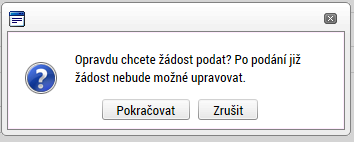 Opravdu chcete žádost podat? Po podání již
žádost nebude možné upravovat.
Pokračovat
Zrušit